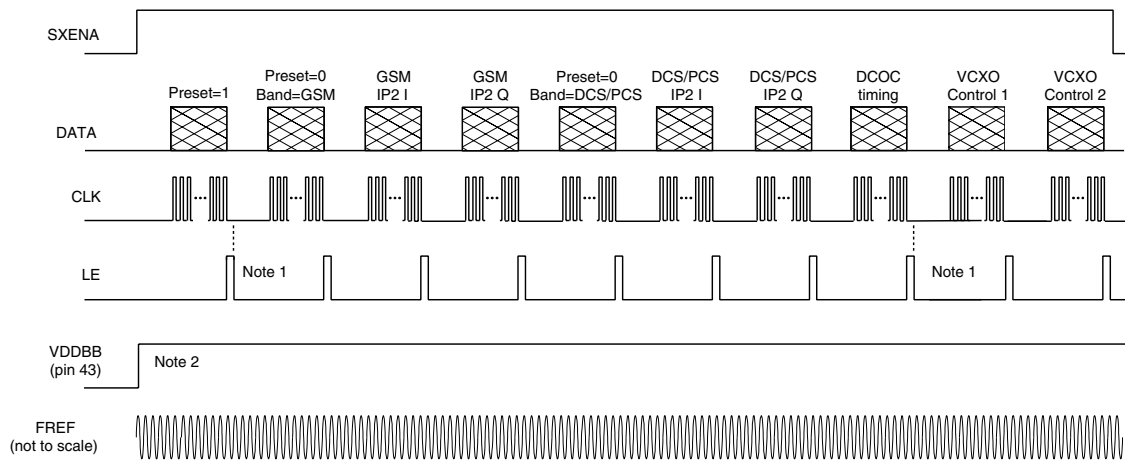 SXENA
Preset=1
Preset=0
Band=GSM
GSM
IP2 I
GSM
IP2 Q
Preset=0
Band=DCS/PCS
DCS/PCS
IP2 I
DCS/PCS
IP2 Q
DCOC
timing
VCXO
Control 1
VCXO
Control 2
DATA
CLK
...
...
...
...
...
...
...
...
...
...
LE
Note 1
Note 1
VDDBB
(pin 43)
Note 2
FREF
(not to scale)